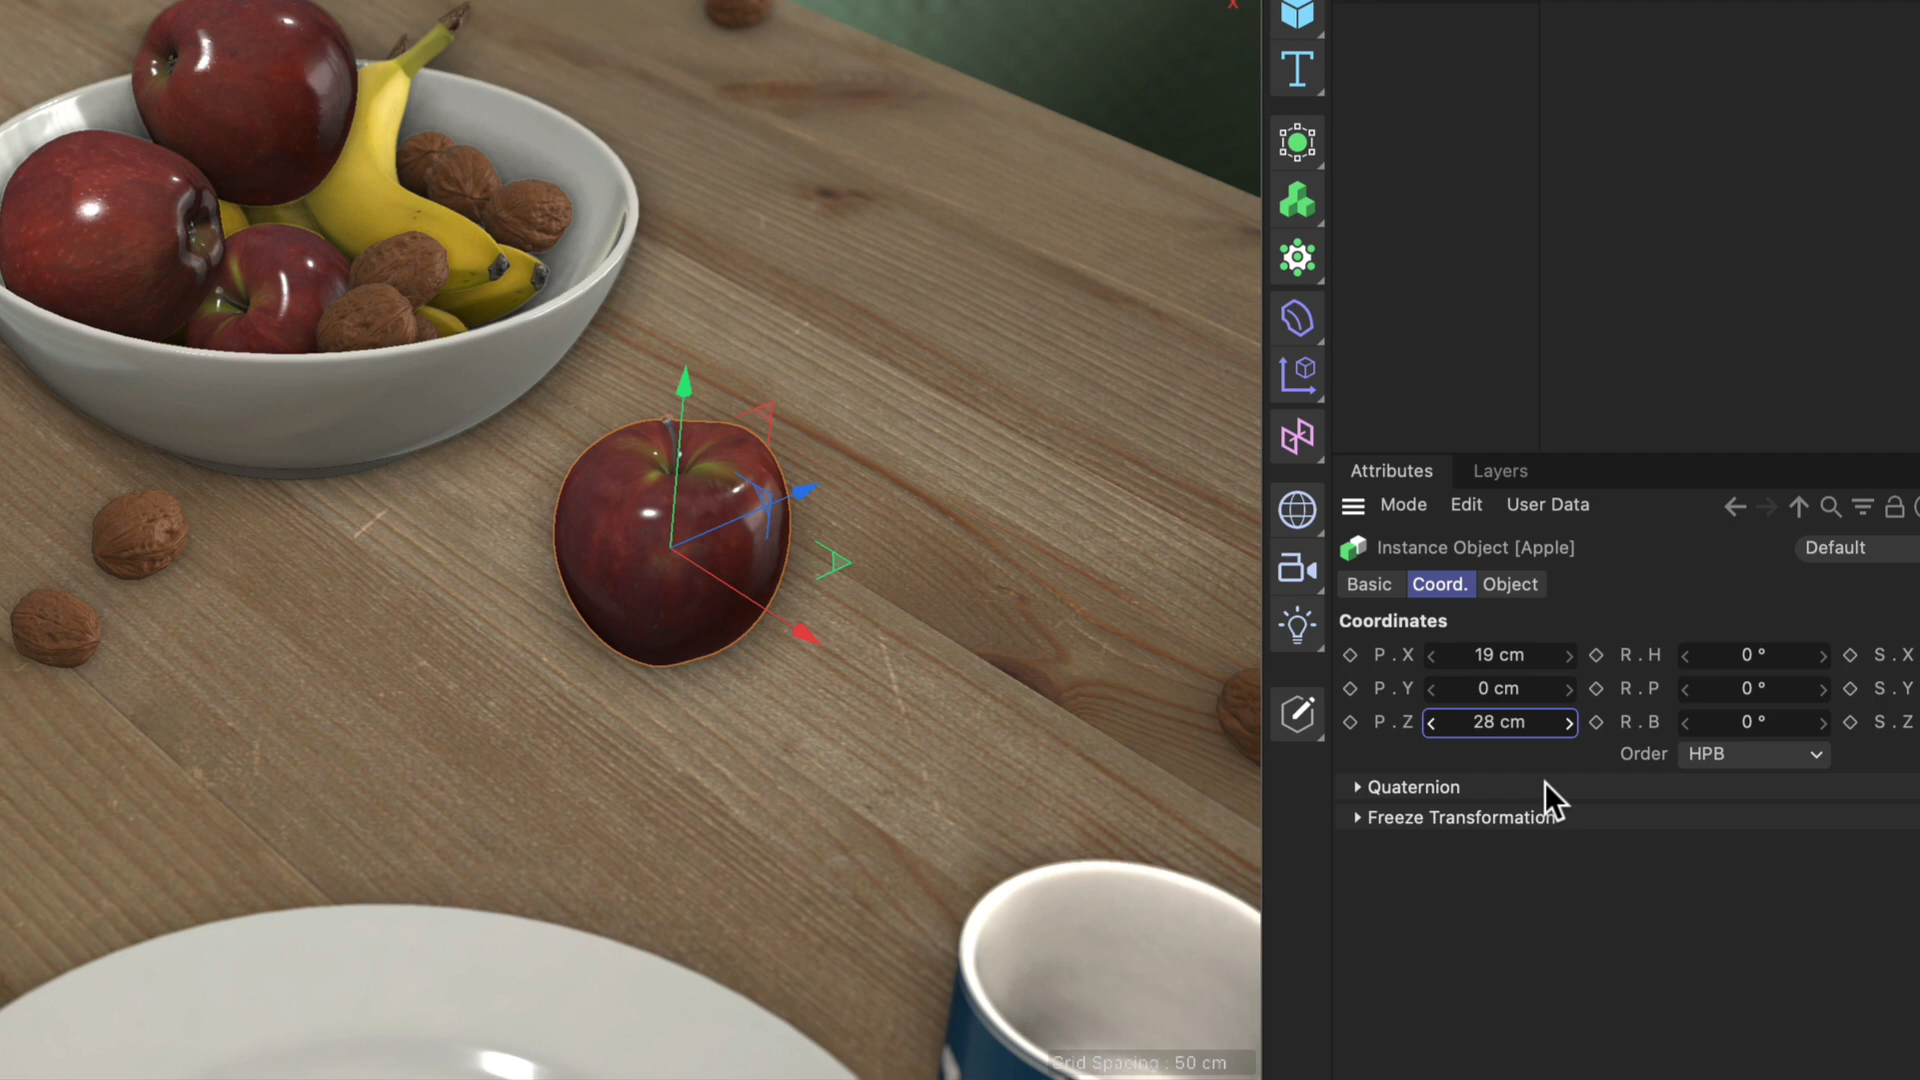 X
T
Attributes Layers
Mode Edit User Data
Instance Object [Apple] Default
Basic Coord. Object
Coordinates
P . X 19 cm R . H 0 ° S . X
P . Y 0 cm R . P 0 ° S . Y
P . Z 28 cm R . B 0 ° S . Z
Order HPB
Quaternion
Freeze Transformation
Grid Spacing : 50 cm